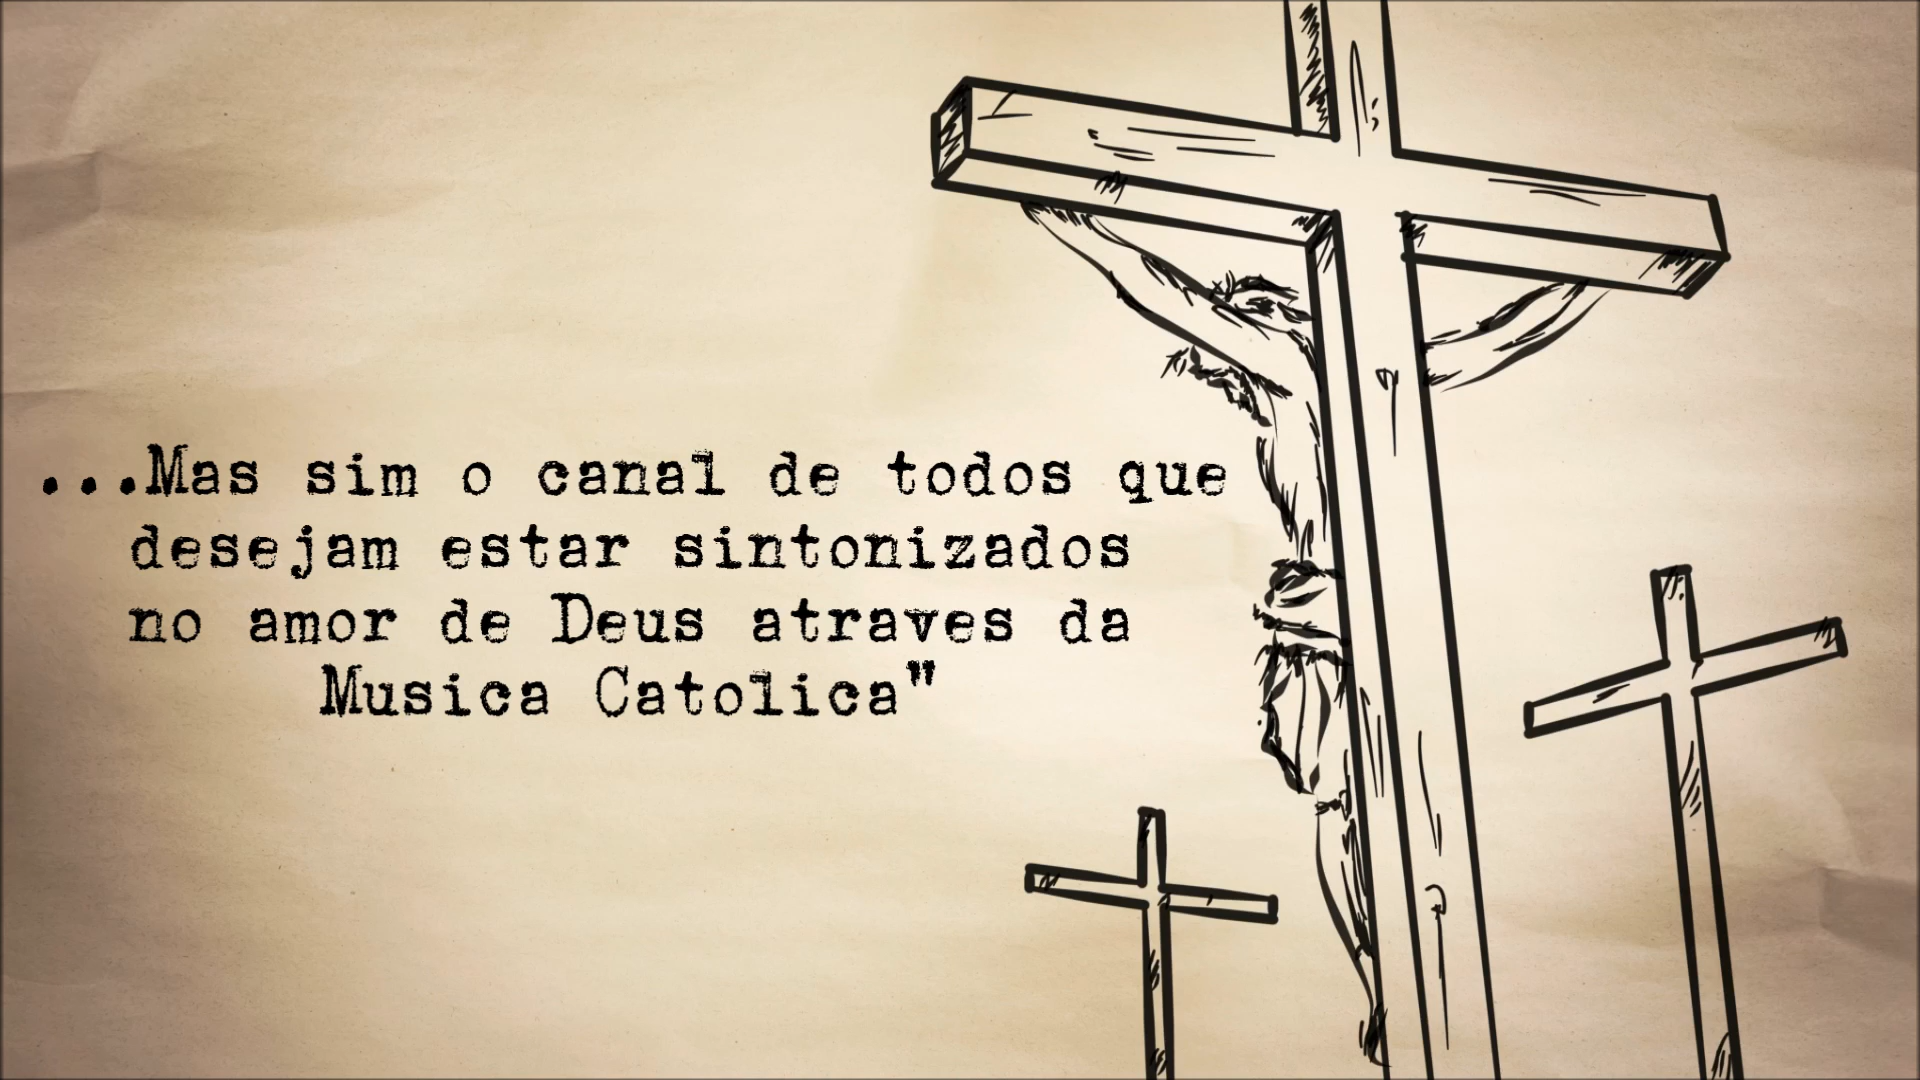 ...Mas sim o canal de todos que
desejam estar sintonizados
no amor de Deus atraves da
Musica Catolica"